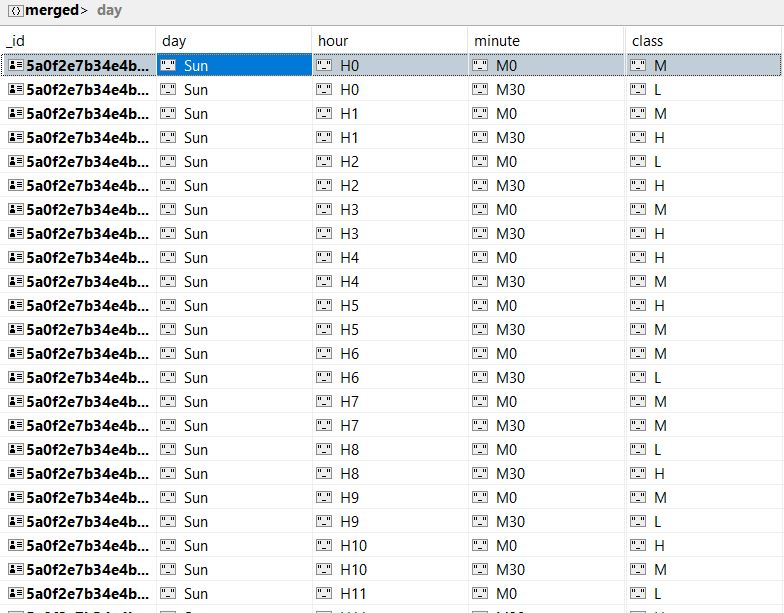 merged> day
_id day hour minute class
5a0f2e7b34e4b... Sun H0 M0 M
5a0f2e7b34e4b... Sun H0 M30 L
5a0f2e7b34e4b... Sun H1 M0 M
5a0f2e7b34e4b... Sun H1 M30 H
5a0f2e7b34e4b... Sun H2 M0 L
5a0f2e7b34e4b... Sun H2 M30 H
5a0f2e7b34e4b... Sun H3 M0 M
5a0f2e7b34e4b... Sun H3 M30 H
5a0f2e7b34e4b... Sun H4 M0 H
5a0f2e7b34e4b... Sun H4 M30 M
5a0f2e7b34e4b... Sun H5 M0 H
5a0f2e7b34e4b... Sun H5 M30 M
5a0f2e7b34e4b... Sun H6 M0 M
5a0f2e7b34e4b... Sun H6 M30 L
5a0f2e7b34e4b... Sun H7 M0 M
5a0f2e7b34e4b... Sun H7 M30 M
5a0f2e7b34e4b... Sun H8 M0 L
5a0f2e7b34e4b... Sun H8 M30 H
5a0f2e7b34e4b... Sun H9 M0 M
5a0f2e7b34e4b... Sun H9 M30 L
5a0f2e7b34e4b... Sun H10 M0 H
5a0f2e7b34e4b... Sun H10 M30 M
5a0f2e7b34e4b... Sun H11 M0 L